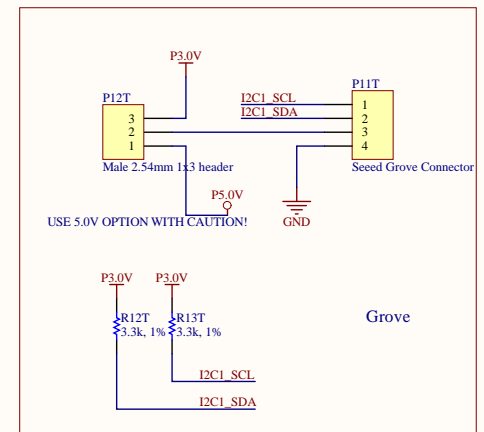 P3.0V
P12T
P11T
I2C1_SCL
1
3
I2C1_SDA
2
2
3
1
4
Male 2.54mm 1x3 header
Seeed Grove Connector
P5.0V
USE 5.0V OPTION WITH CAUTION!
GND
P3.0V
P3.0V
R12T
R13T
Grove
3.3k, 1%
3.3k, 1%
I2C1_SCL
I2C1_SDA